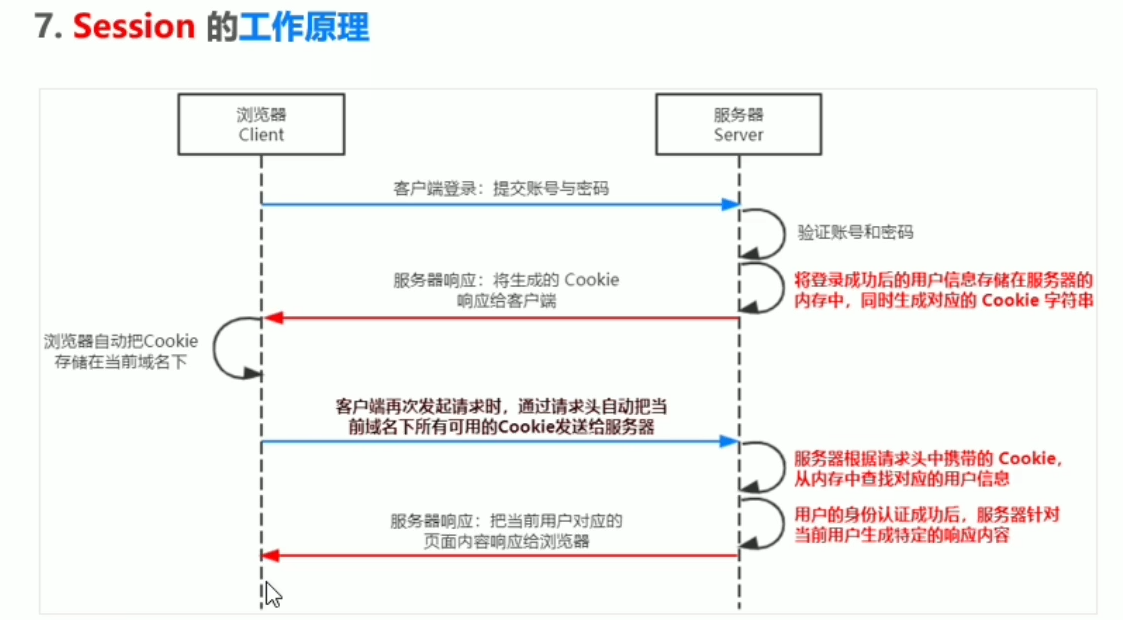 7. Session 的工作原理
浏览器
Client
服务器
Server
客户端登录：提交账号与密码
验证账号和密码
将登录成功后的用户信息存储在服务器的
内存中，同时生成对应的 Cookie 字符串
服务器响应：将生成的 Cookie
响应给客户端
浏览器自动把Cookie
存储在当前域名下
客户端再次发起请求时，通过请求头自动把当
前域名下所有可用的Cookie发送给服务器
服务器根据请求头中携带的 Cookie，
从内存中查找对应的用户信息
用户的身份认证成功后，服务器针对
当前用户生成特定的响应内容
服务器响应：把当前用户对应的
页面内容响应给浏览器